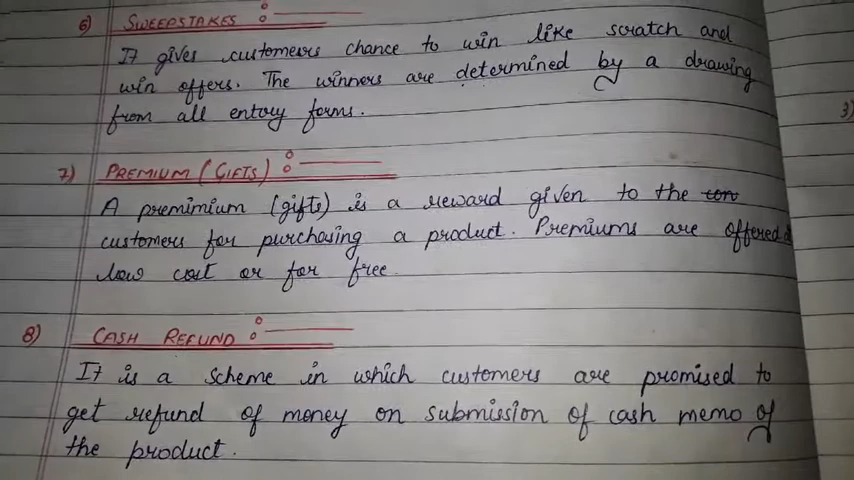 6) SWEEPSTAKES :-
It gives customers chance to win like scratch and
win offers. The winners are determined by a drawing
from all entory forms.
3)
7) PREMIUM (GIFTS) :-
A premimium (gifts) is a reward given to the
customers for purchasing a product. Premiums are offered
low cost or for free.
8) CASH REFUND :-
It is a scheme in which customers are promised to
get refund of money on submission of cash memo of
the product.